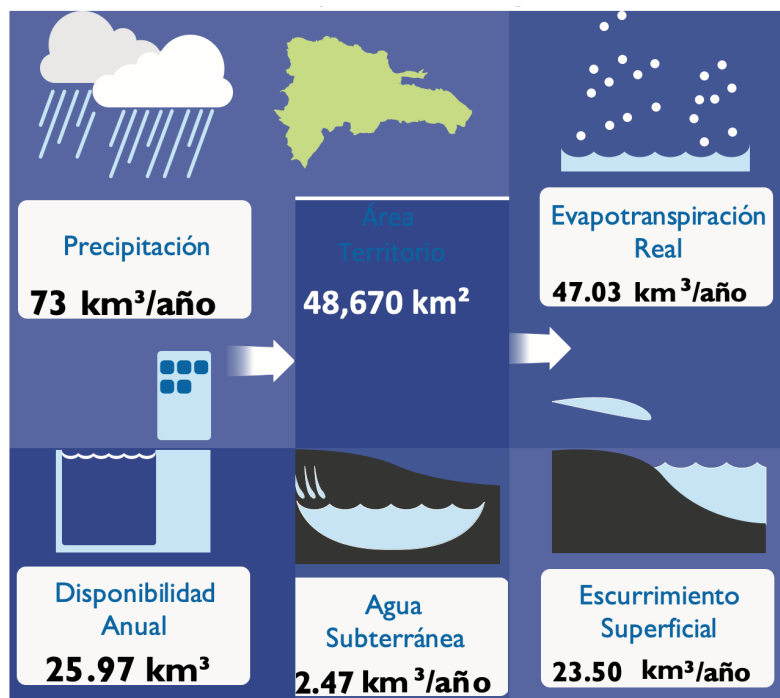 Precipitación
73 km³/año
Área
Territorio
48,670 km²
Evapotranspiración
Real
47.03 km³/año
Disponibilidad
Anual
25.97 km³
Agua
Subterránea
2.47 km³/año
Escurrimiento
Superficial
23.50 km³/año